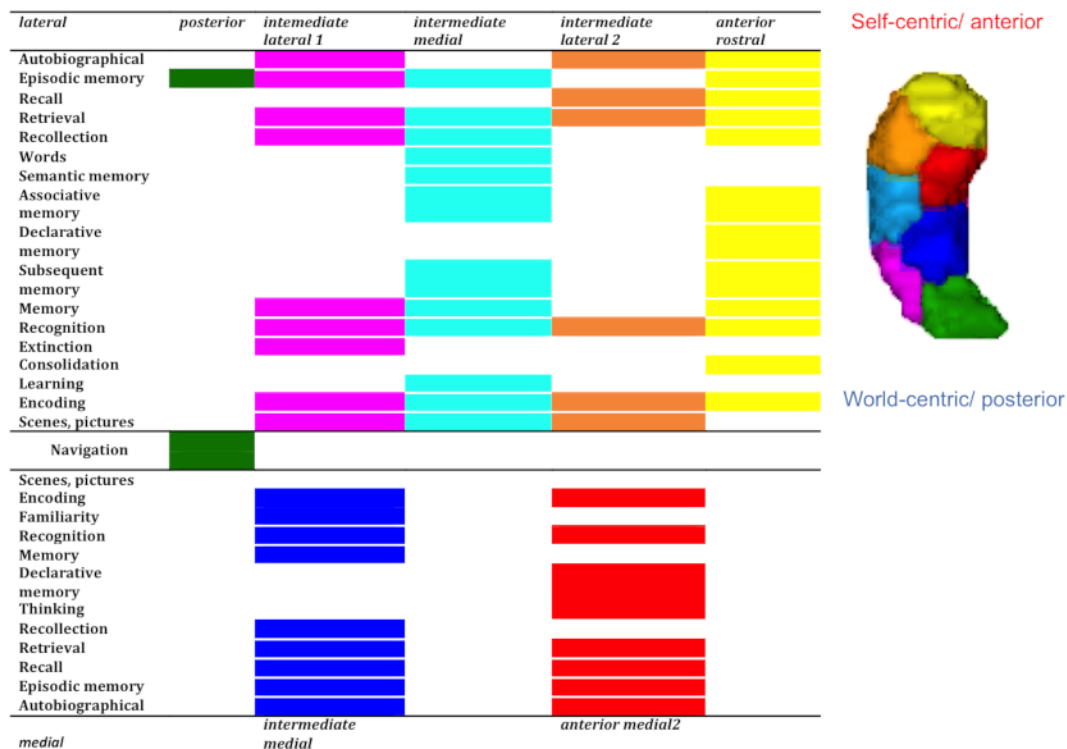 lateral posterior intemediate intermediate intermediate anterior
lateral 1 medial lateral 2 rostral
Autobiographical
Episodic memory
Recall
Retrieval
Recollection
Words
Semantic memory
Associative
memory
Declarative
memory
Subsequent
memory
Memory
Recognition
Extinction
Consolidation
Learning
Encoding
Scenes, pictures
Navigation
Scenes, pictures
Encoding
Familiarity
Recognition
Memory
Declarative
memory
Thinking
Recollection
Retrieval
Recall
Episodic memory
Autobiographical
intermediate anterior medial2
medial medial
Self-centric/ anterior
World-centric/ posterior